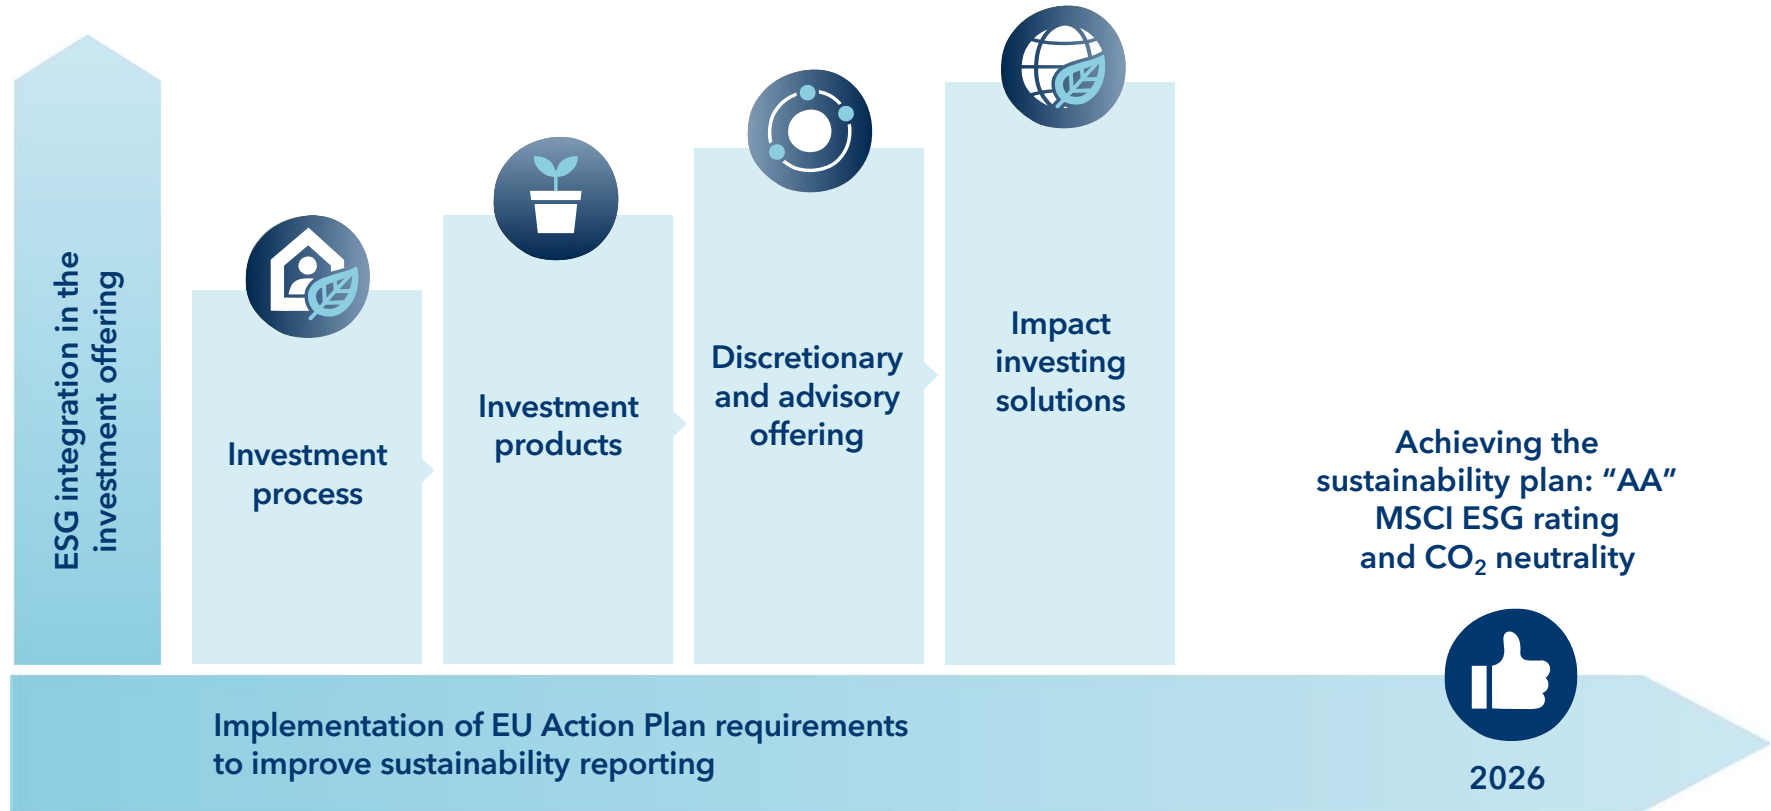 ESG integration in the
investment offering
Investment
process
Investment
products
Discretionary
and advisory
offering
Impact
investing
solutions
Achieving the
sustainability plan: “AA”
MSCI ESG rating
and CO₂ neutrality
Implementation of EU Action Plan requirements
to improve sustainability reporting
2026